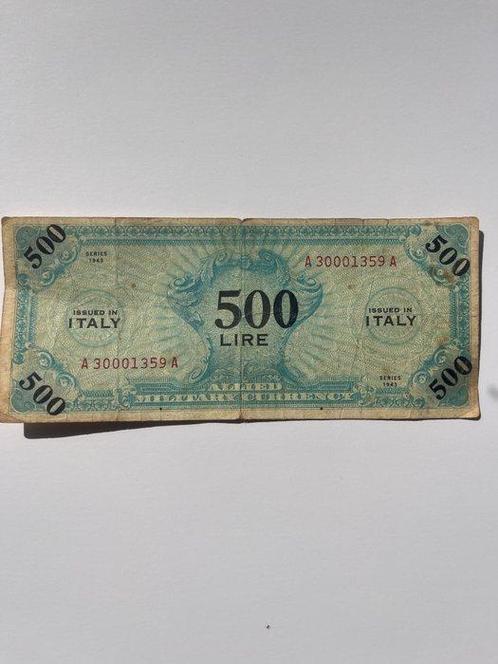 500
500
SERIES
1943
A 30001359 A
ISSUED IN
ITALY
500
LIRE
ISSUED IN
ITALY
A 30001359 A
SERIES
1943
500
500
ALLIED
MILITARY CURRENCY